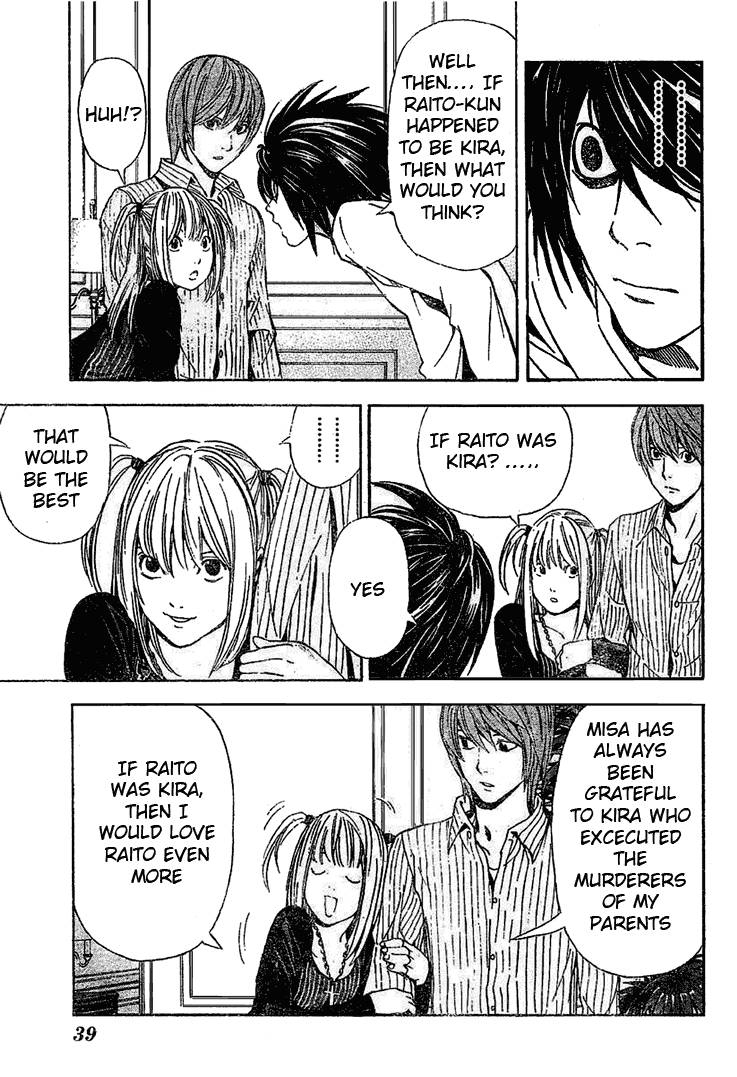 WELL
THEN.... IF
RAITO-KUN
HAPPENED
TO BE KIRA,
THEN WHAT
WOULD YOU
THINK?
HUH!?
IF RAITO WAS
KIRA? .....
YES
THAT
WOULD
BE THE
BEST
MISA HAS
ALWAYS
BEEN
GRATEFUL
TO KIRA WHO
EXCECUTED
THE
MURDERERS
OF MY
PARENTS
IF RAITO
WAS KIRA,
THEN I
WOULD LOVE
RAITO EVEN
MORE
39